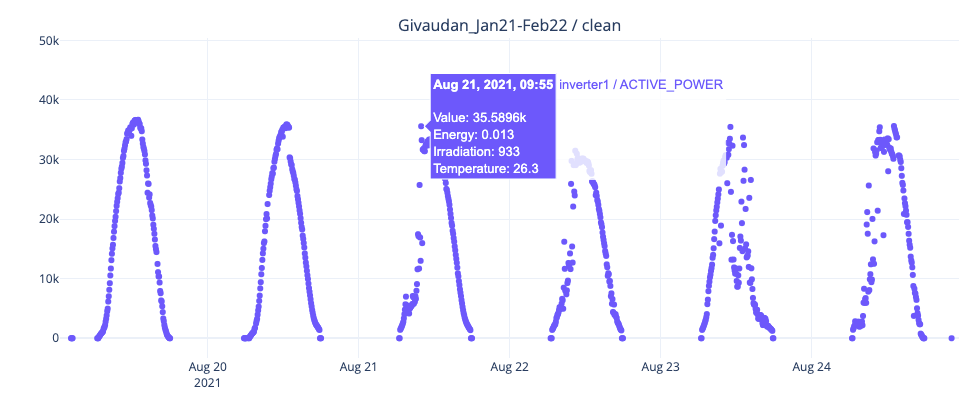 Givaudan_Jan21-Feb22 / clean
50k
40k
30k
20k
10k
0
Aug 21, 2021, 09:55 inverter1 / ACTIVE_POWER
Value: 35.5896k
Energy: 0.013
Irradiation: 933
Temperature: 26.3
Aug 20
2021
Aug 21
Aug 22
Aug 23
Aug 24